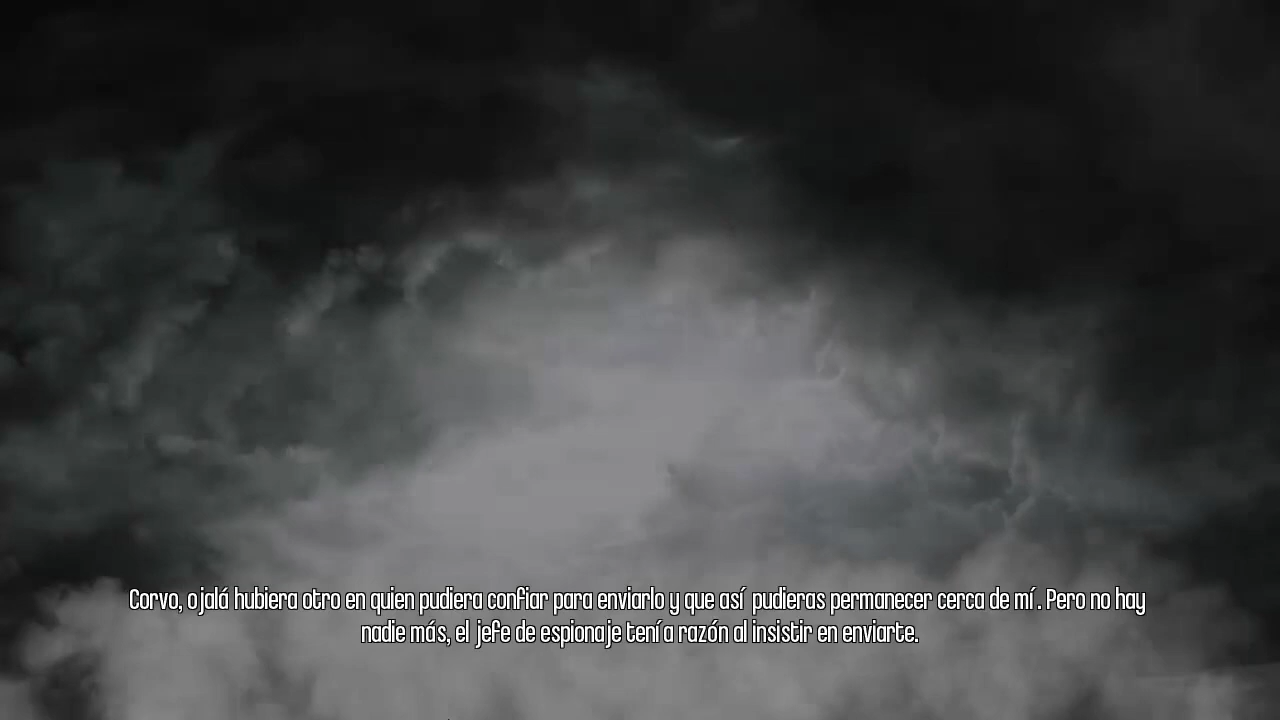 Corvo, ojalá hubiera otro en quien pudiera confiar para enviarlo y que así pudieras permanecer cerca de mí. Pero no hay
nadie más, el jefe de espionaje tenía razón al insistir en enviarte.